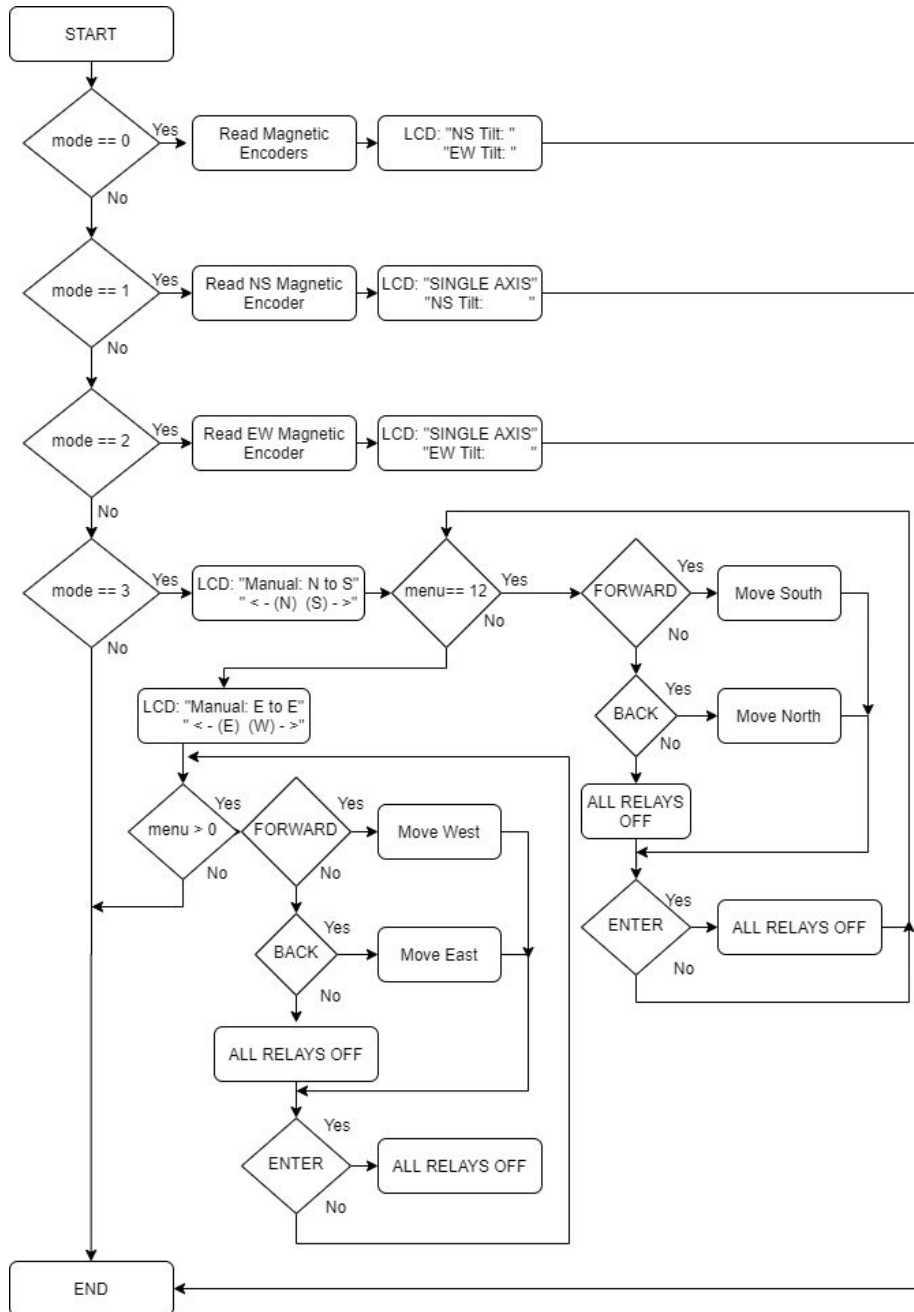 START
mode == 0
Yes
No
Read Magnetic
Encoders
LCD: "NS Tilt: "
"EW Tilt: "
mode == 1
Yes
No
Read NS Magnetic
Encoder
LCD: "SINGLE AXIS"
"NS Tilt: "
mode == 2
Yes
No
Read EW Magnetic
Encoder
LCD: "SINGLE AXIS"
"EW Tilt: "
mode == 3
Yes
No
LCD: "Manual: N to S"
" < - (N) (S) - >"
menu== 12
Yes
No
FORWARD
Yes
No
Move South
BACK
Yes
No
Move North
ALL RELAYS
OFF
ENTER
Yes
No
ALL RELAYS OFF
LCD: "Manual: E to E"
" < - (E) (W) - >"
menu > 0
Yes
No
FORWARD
Yes
No
Move West
BACK
Yes
No
Move East
ALL RELAYS OFF
ENTER
Yes
No
ALL RELAYS OFF
END